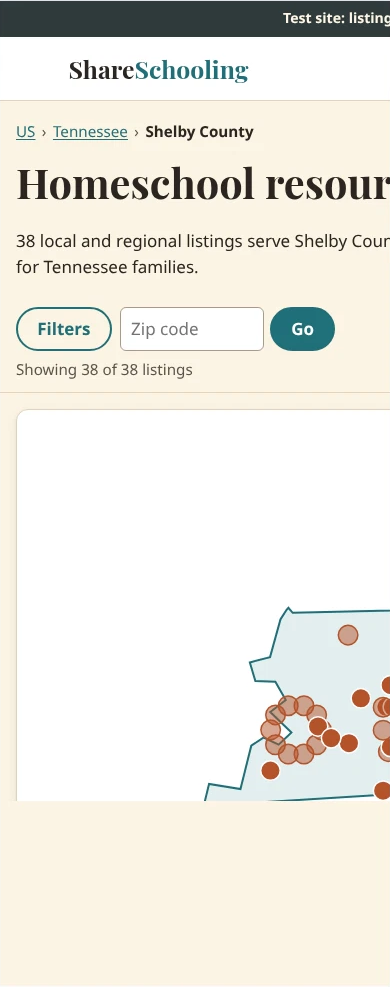 Test site: listing
ShareSchooling
US › Tennessee › Shelby County
Homeschool resour
38 local and regional listings serve Shelby Coun
for Tennessee families.
Filters Zip code Go
Showing 38 of 38 listings